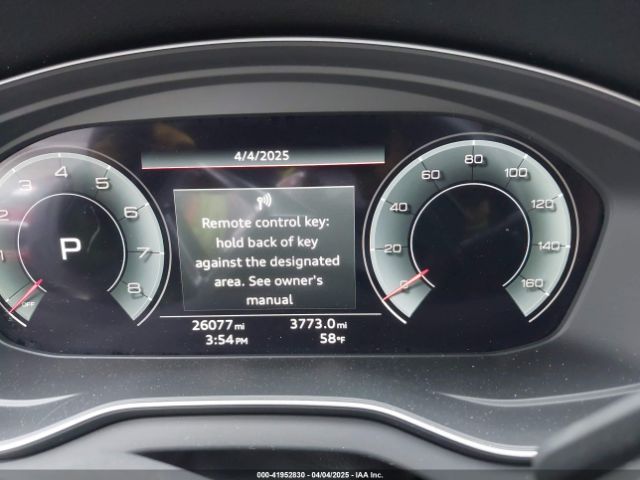 4/4/2025
Remote control key:
hold back of key
against the designated
area. See owner's
manual
26077 mi 3773.0 mi
3:54 PM 58°F
P
1 2 3 4 5 6 7 8
OFF
0 20 40 60 80 100 120 140 160
000-41952830 - 04/04/2025 - IAA Inc.